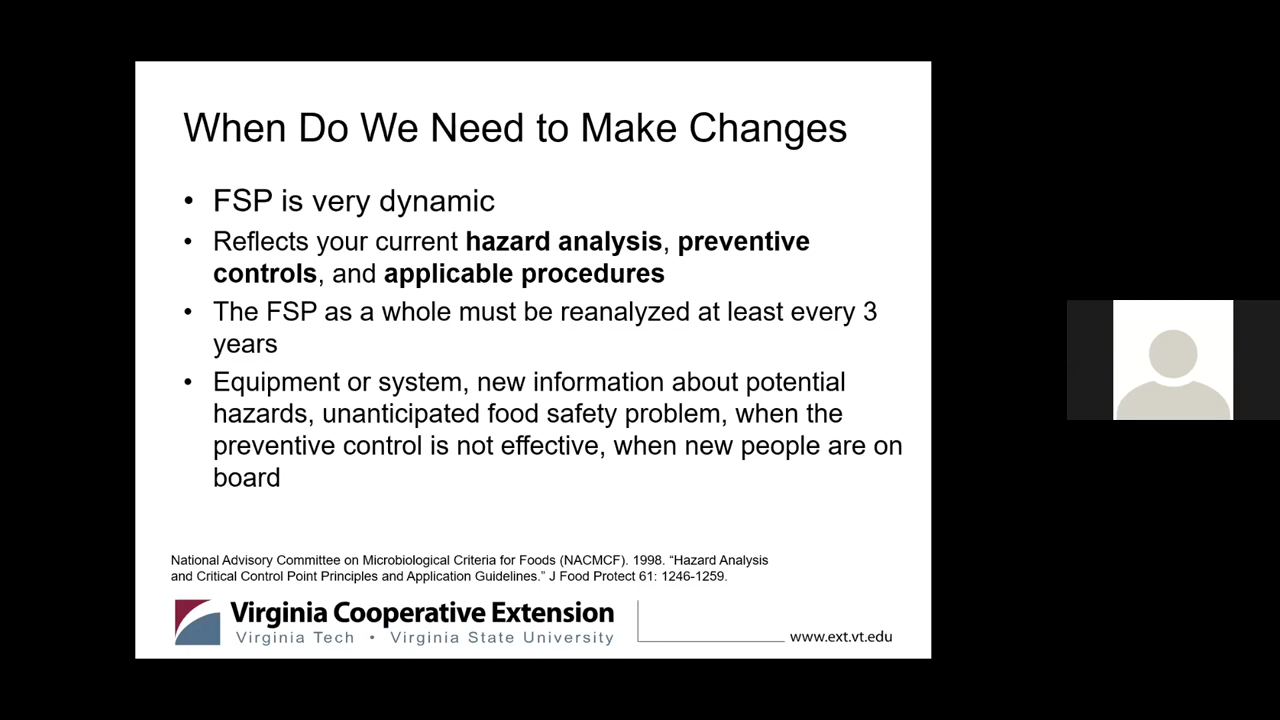 When Do We Need to Make Changes
• FSP is very dynamic
• Reflects your current hazard analysis, preventive
controls, and applicable procedures
• The FSP as a whole must be reanalyzed at least every 3
years
• Equipment or system, new information about potential
hazards, unanticipated food safety problem, when the
preventive control is not effective, when new people are on
board
National Advisory Committee on Microbiological Criteria for Foods (NACMCF). 1998. “Hazard Analysis
and Critical Control Point Principles and Application Guidelines.” J Food Protect 61: 1246-1259.
Virginia Cooperative Extension
Virginia Tech • Virginia State University
www.ext.vt.edu